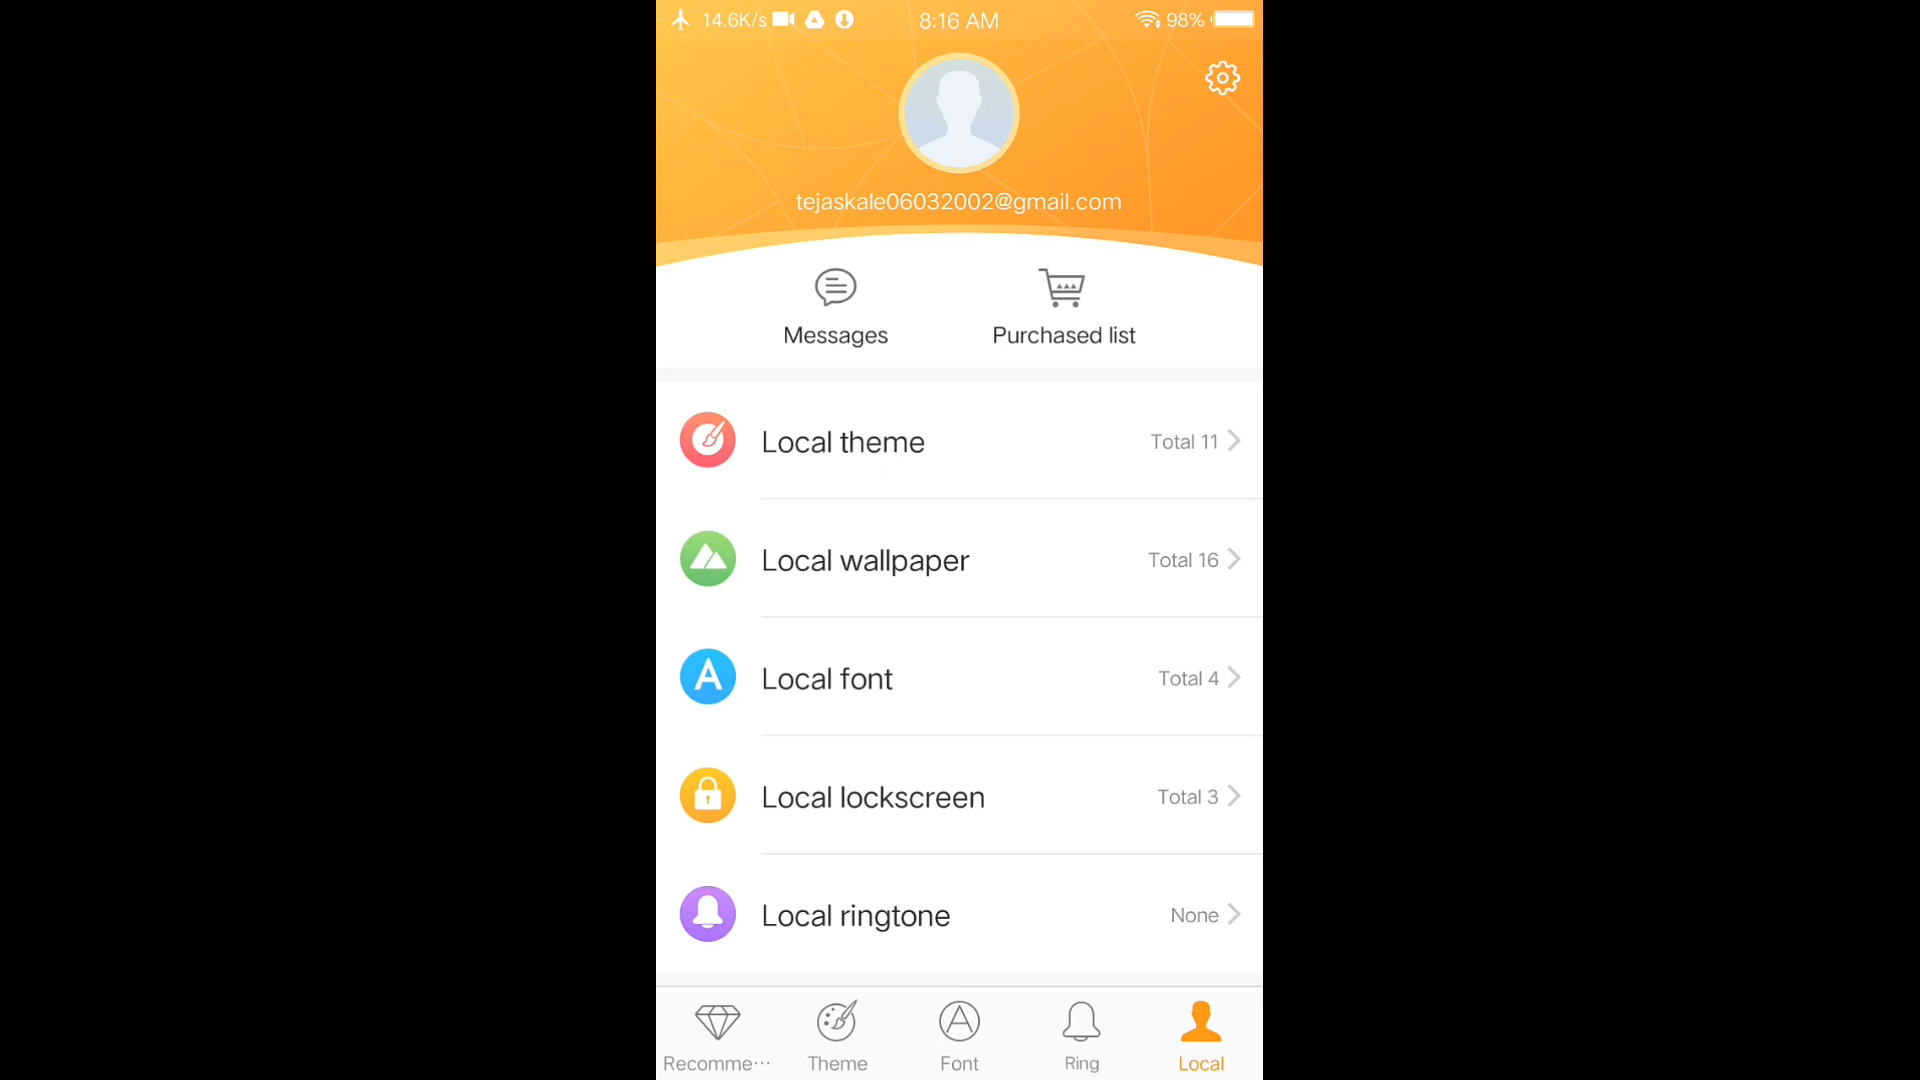 14.6K/s 8:16 AM 98%
tejaskale06032002@gmail.com
Messages Purchased list
Local theme Total 11
Local wallpaper Total 16
Local font Total 4
Local lockscreen Total 3
Local ringtone None
Recomme··· Theme Font Ring Local